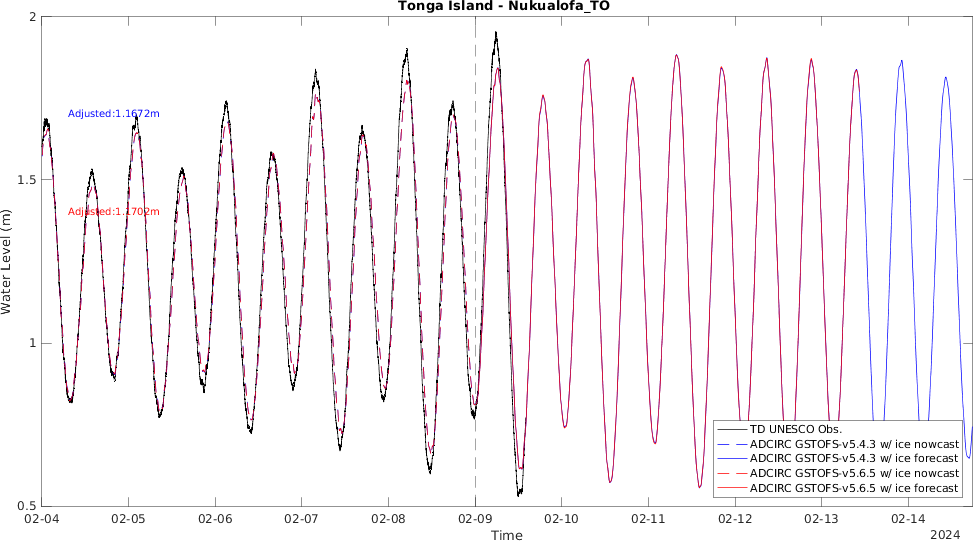 Tonga Island - Nukualofa_TO
2
1.5
1
0.5
Water Level (m)
Adjusted:1.1672m
Adjusted:1.1702m
TD UNESCO Obs.
ADCIRC GSTOFS-v5.4.3 w/ ice nowcast
ADCIRC GSTOFS-v5.4.3 w/ ice forecast
ADCIRC GSTOFS-v5.6.5 w/ ice nowcast
ADCIRC GSTOFS-v5.6.5 w/ ice forecast
02-04 02-05 02-06 02-07 02-08 02-09 02-10 02-11 02-12 02-13 02-14
Time
2024